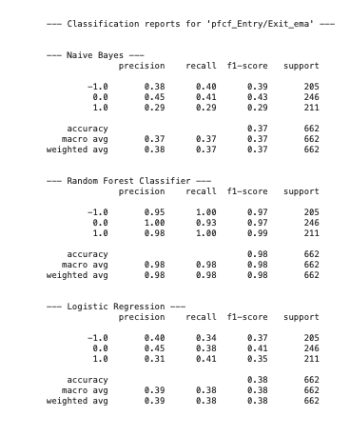 --- Classification reports for 'pfcf_Entry/Exit_ema' ---
--- Naive Bayes ---
precision recall f1-score support
-1.0 0.38 0.40 0.39 205
0.0 0.45 0.41 0.43 246
1.0 0.29 0.29 0.29 211
accuracy 0.37 662
macro avg 0.37 0.37 0.37 662
weighted avg 0.38 0.37 0.37 662
--- Random Forest Classifier ---
precision recall f1-score support
-1.0 0.95 1.00 0.97 205
0.0 1.00 0.93 0.97 246
1.0 0.98 1.00 0.99 211
accuracy 0.98 662
macro avg 0.98 0.98 0.98 662
weighted avg 0.98 0.98 0.98 662
--- Logistic Regression ---
precision recall f1-score support
-1.0 0.40 0.34 0.37 205
0.0 0.45 0.38 0.41 246
1.0 0.31 0.41 0.35 211
accuracy 0.38 662
macro avg 0.39 0.38 0.38 662
weighted avg 0.39 0.38 0.38 662